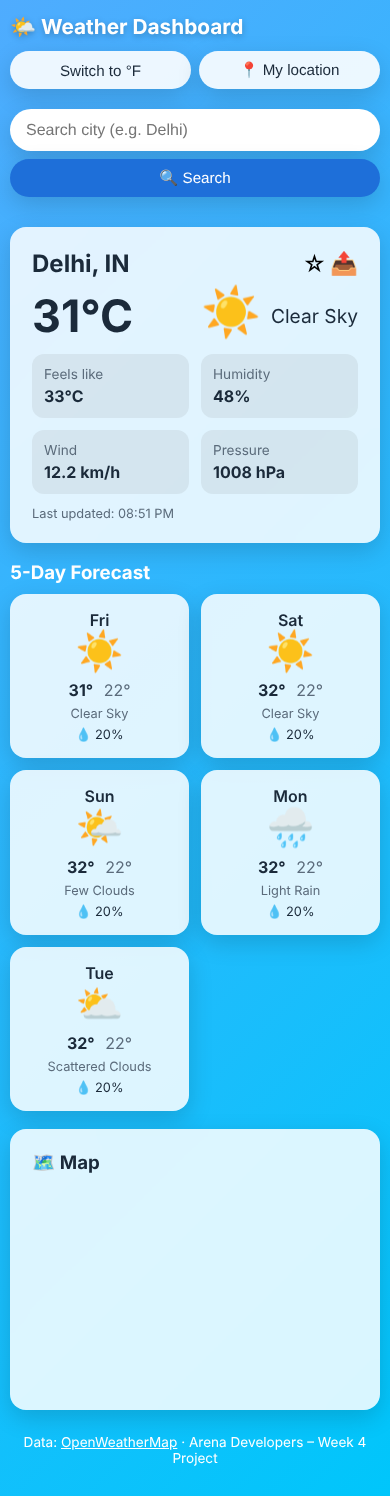 🌤️ Weather Dashboard
Switch to °F
📍 My location
Search city (e.g. Delhi)
🔍 Search
Delhi, IN
☆ 📤
31°C
☀️ Clear Sky
Feels like
33°C
Humidity
48%
Wind
12.2 km/h
Pressure
1008 hPa
Last updated: 08:51 PM
5-Day Forecast
Fri
☀️
31° 22°
Clear Sky
💧 20%
Sat
☀️
32° 22°
Clear Sky
💧 20%
Sun
🌤️
32° 22°
Few Clouds
💧 20%
Mon
🌧️
32° 22°
Light Rain
💧 20%
Tue
⛅
32° 22°
Scattered Clouds
💧 20%
🗺️ Map
Data: OpenWeatherMap · Arena Developers – Week 4
Project